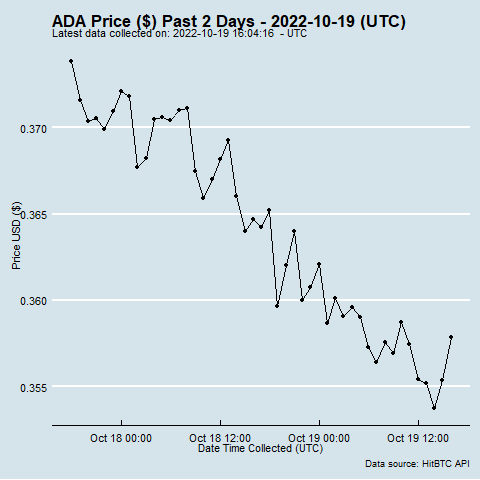 ADA Price ($) Past 2 Days - 2022-10-19 (UTC)
Latest data collected on: 2022-10-19 16:04:16  - UTC
0.370
0.365
Price USD ($)
0.360
0.355
Oct 18 00:00 Oct 18 12:00 Oct 19 00:00 Oct 19 12:00
Date Time Collected (UTC)
Data source: HitBTC API